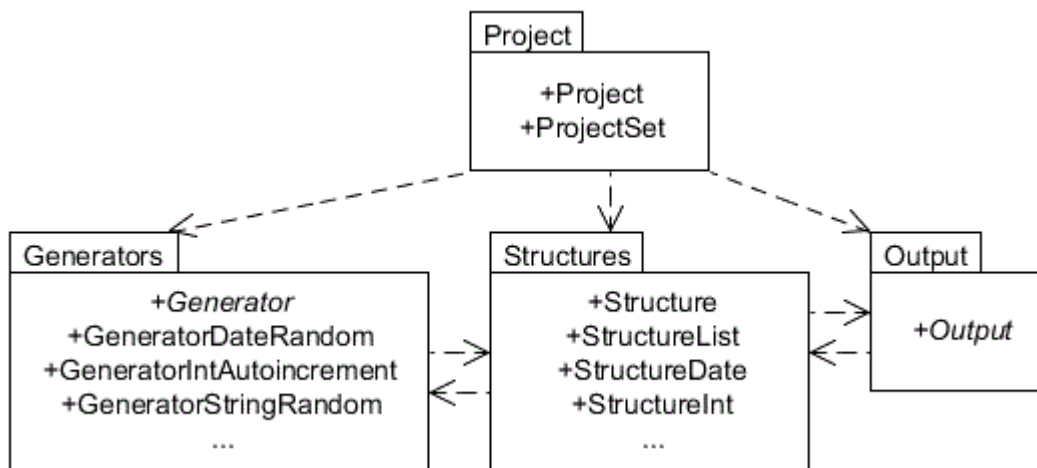 Project
+Project
+ProjectSet
Generators
+Generator
+GeneratorDateRandom
+GeneratorIntAutoincrement
+GeneratorStringRandom
...
Structures
+Structure
+StructureList
+StructureDate
+StructureInt
...
Output
+Output